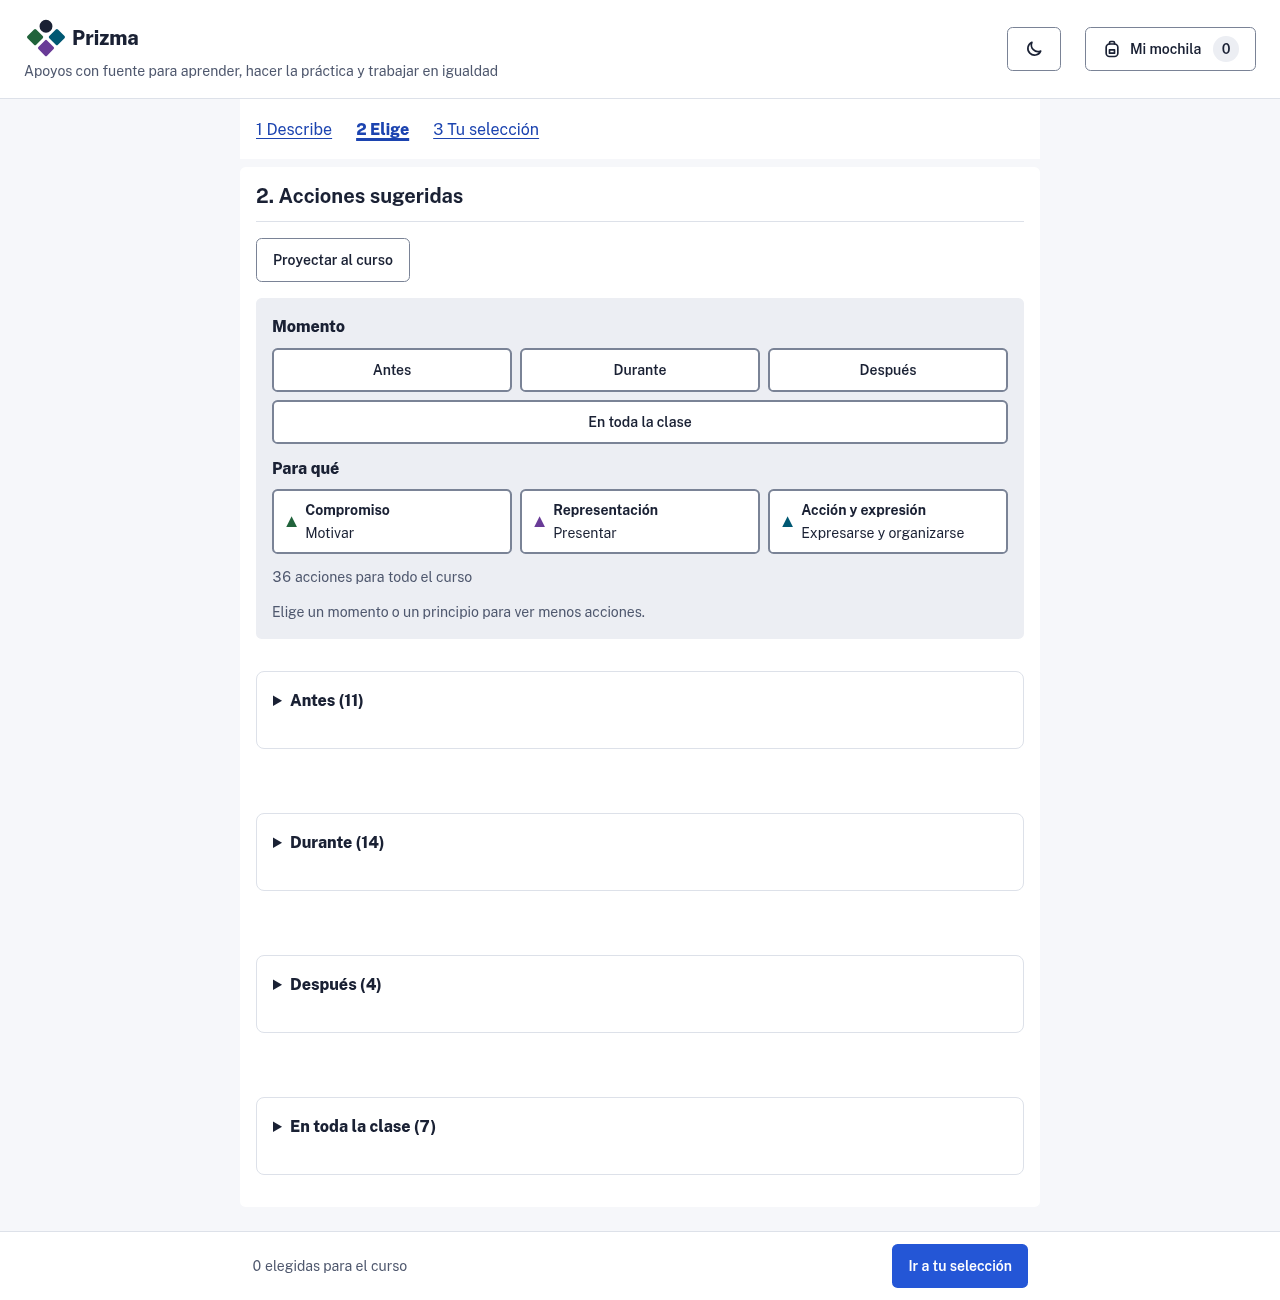 Prizma
Apoyos con fuente para aprender, hacer la práctica y trabajar en igualdad
Mi mochila 0
1 Describe 2 Elige 3 Tu selección
2. Acciones sugeridas
Proyectar al curso
Momento
Antes Durante Después
En toda la clase
Para qué
Compromiso Representación Acción y expresión
Motivar Presentar Expresarse y organizarse
36 acciones para todo el curso
Elige un momento o un principio para ver menos acciones.
Antes (11)
Durante (14)
Después (4)
En toda la clase (7)
0 elegidas para el curso
Ir a tu selección